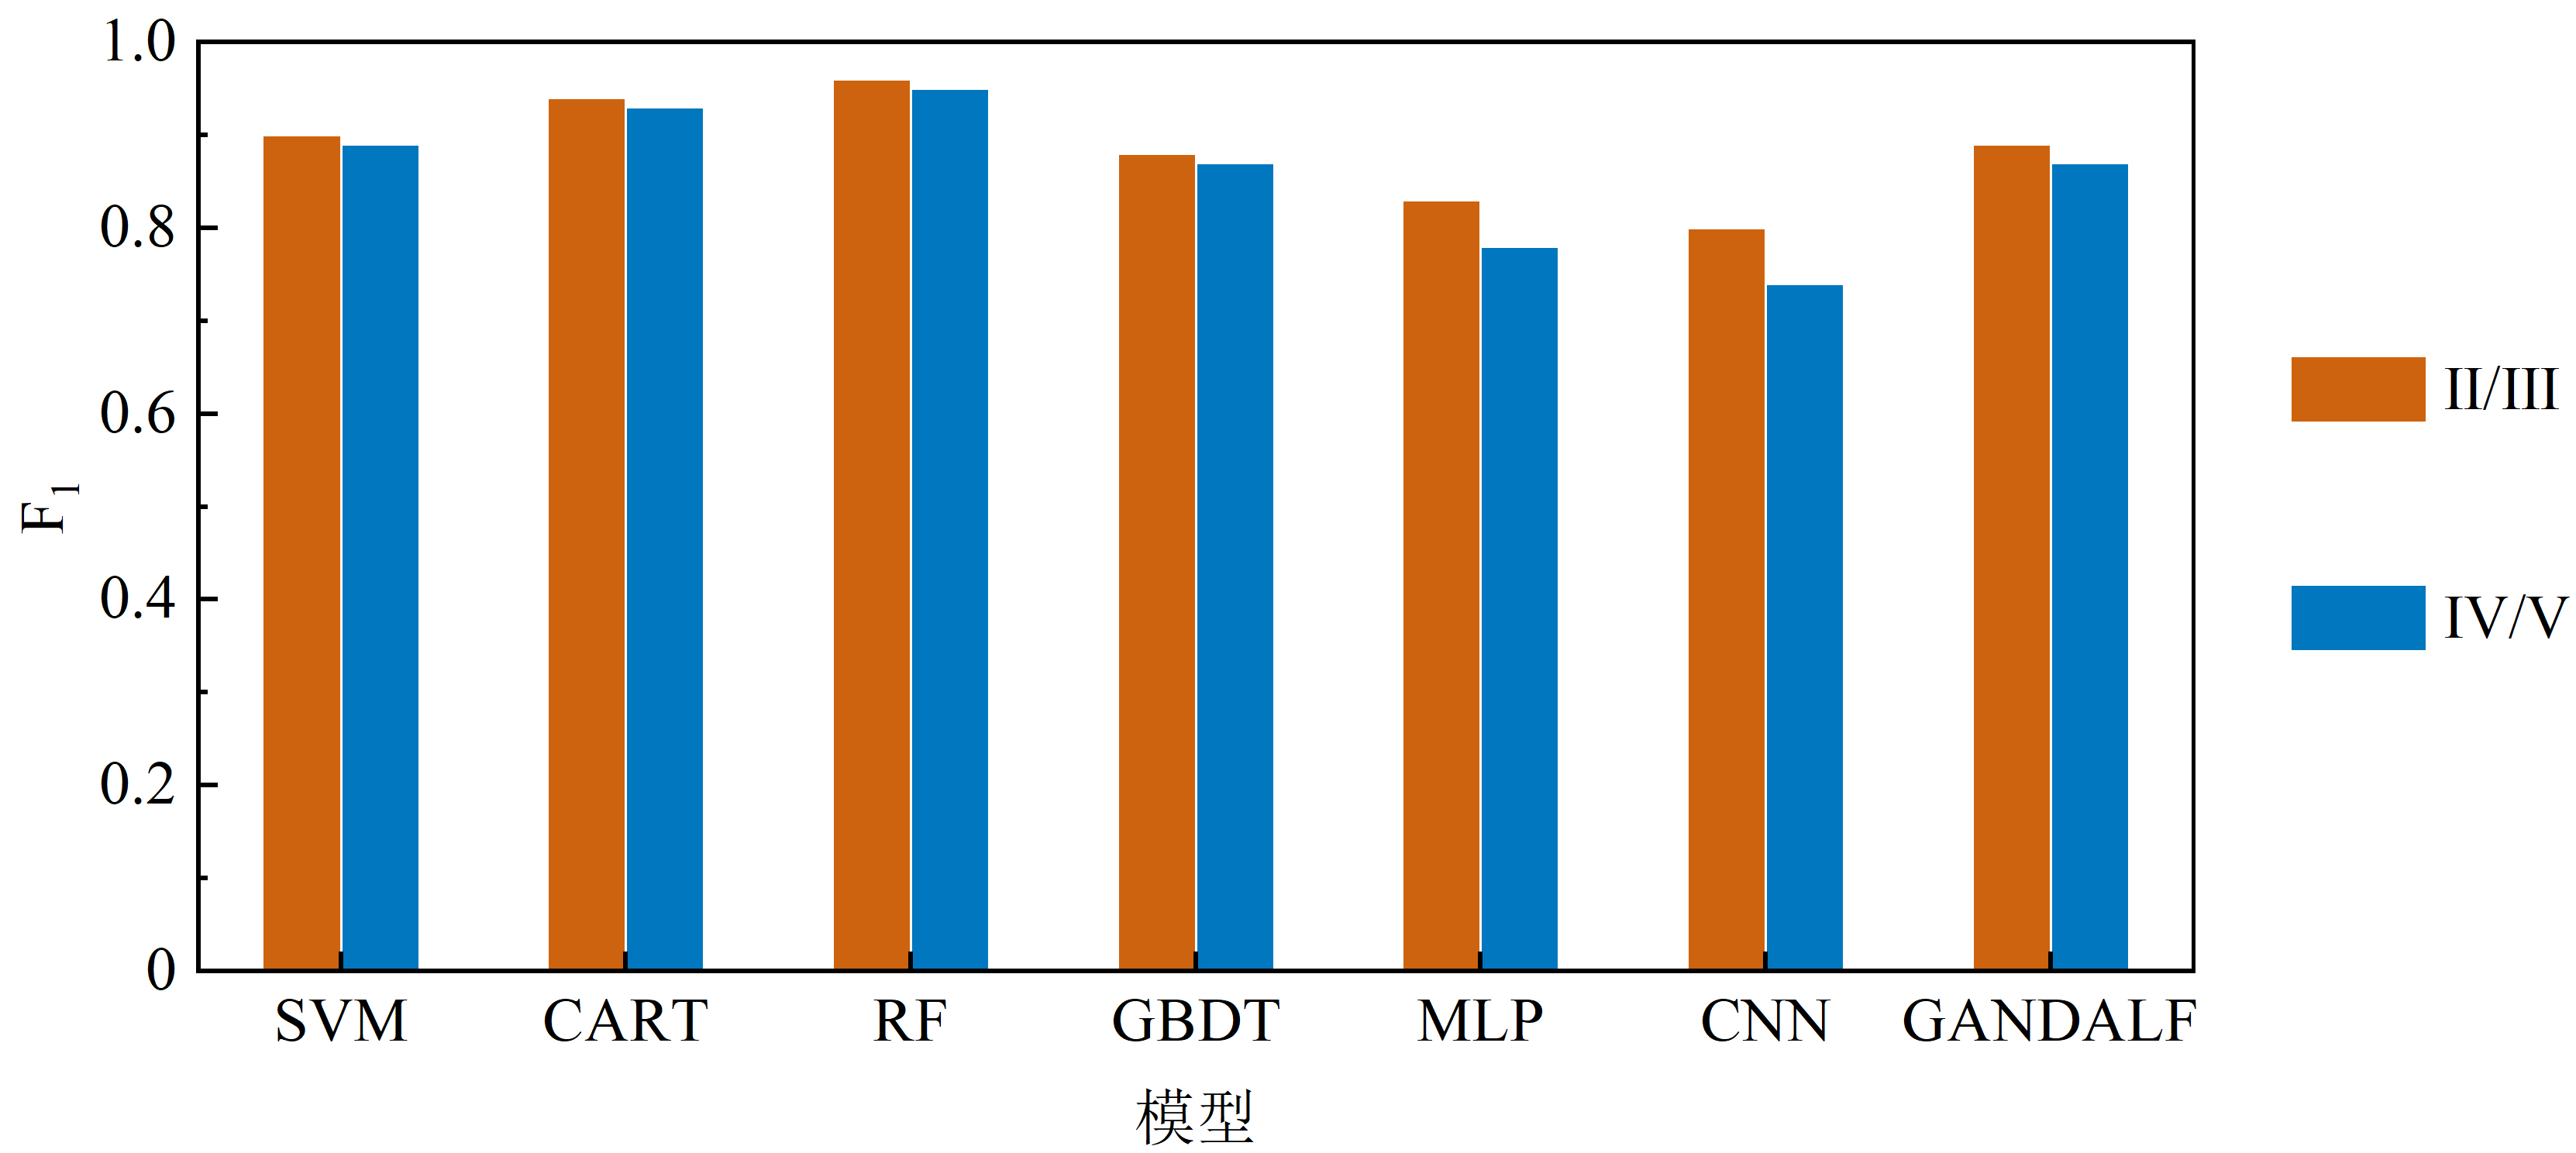 1.0
0.8
0.6
0.4
0.2
0
F1
SVM CART RF GBDT MLP CNN GANDALF
模型
II/III
IV/V